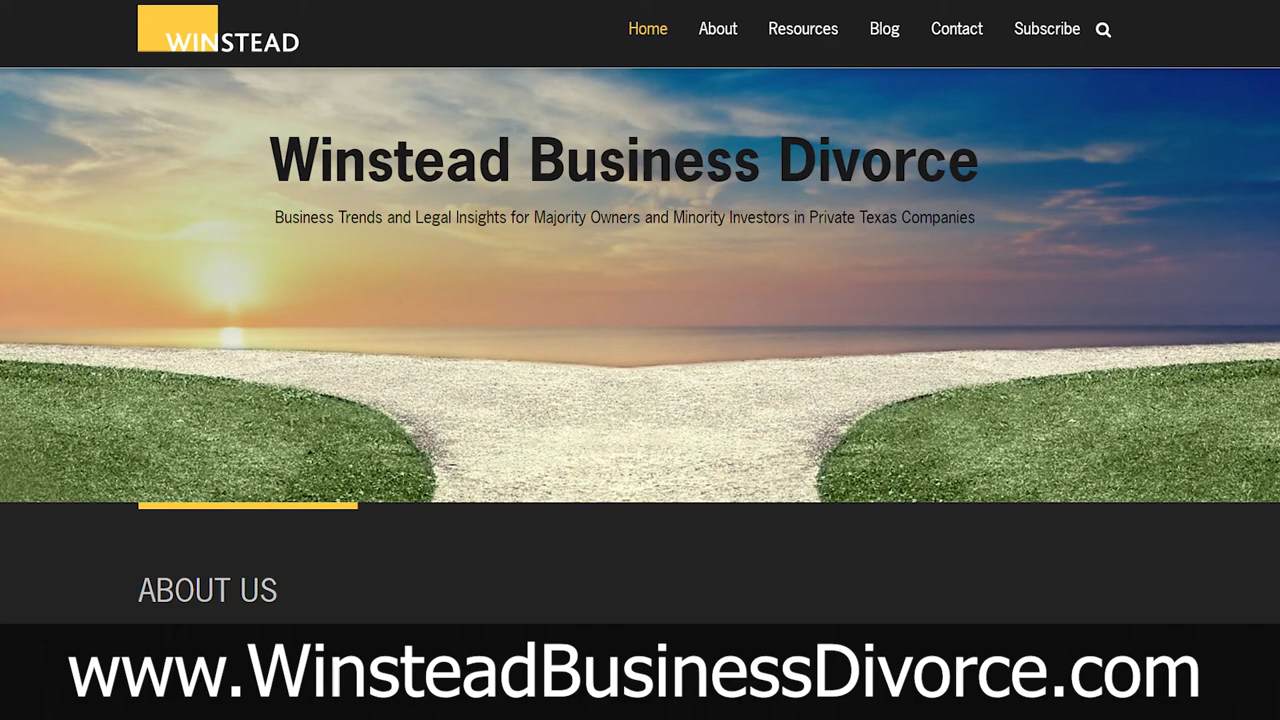 WINSTEAD
Home About Resources Blog Contact Subscribe
Winstead Business Divorce
Business Trends and Legal Insights for Majority Owners and Minority Investors in Private Texas Companies
ABOUT US
www.WinsteadBusinessDivorce.com